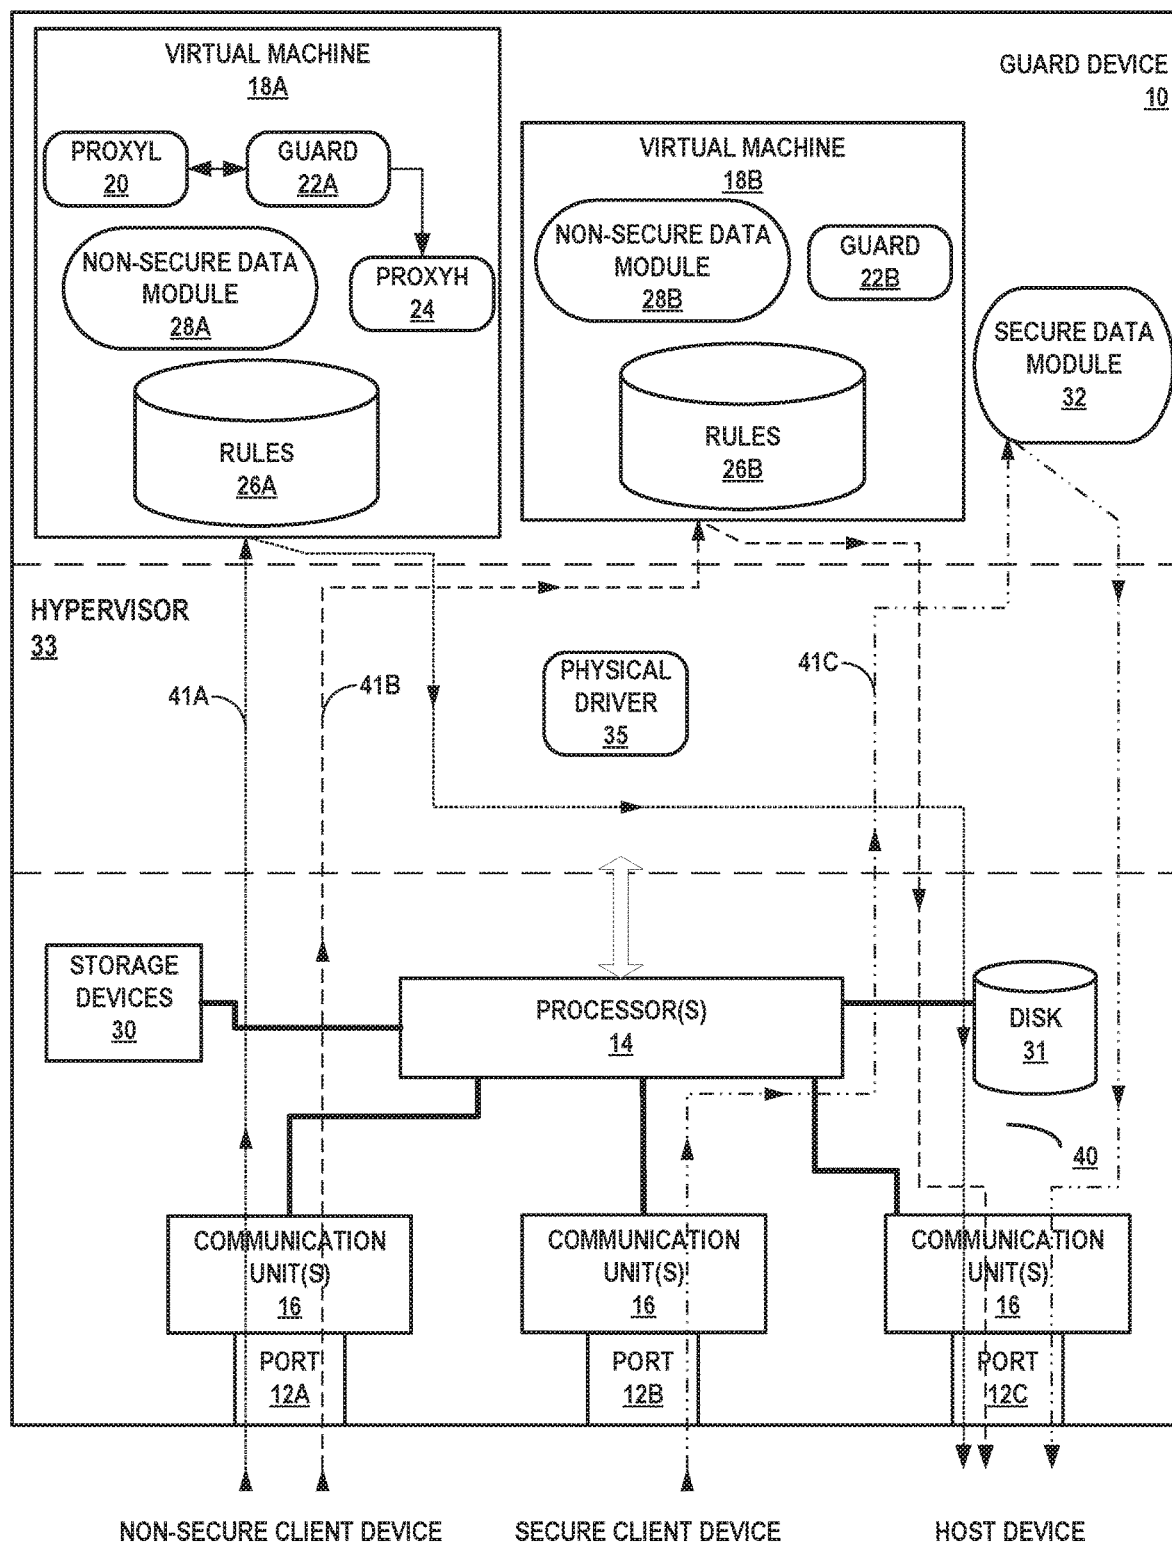 VIRTUAL MACHINE
18A
GUARD DEVICE
10
PROXYL
20
GUARD
22A
NON-SECURE DATA
MODULE
28A
PROXYH
24
RULES
26A
VIRTUAL MACHINE
18B
NON-SECURE DATA
MODULE
28B
GUARD
22B
RULES
26B
SECURE DATA
MODULE
32
HYPERVISOR
33
41A
41B
PHYSICAL
DRIVER
35
41C
STORAGE
DEVICES
30
PROCESSOR(S)
14
DISK
31
40
COMMUNICATION
UNIT(S)
16
COMMUNICATION
UNIT(S)
16
COMMUNICATION
UNIT(S)
16
PORT
12A
PORT
12B
PORT
12C
NON-SECURE CLIENT DEVICE
SECURE CLIENT DEVICE
HOST DEVICE